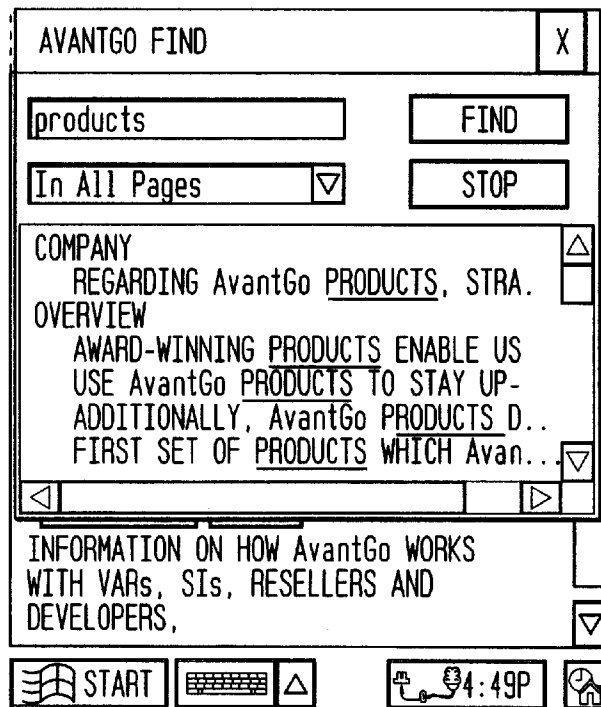 AVANTGO FIND X
products FIND
In All Pages STOP
COMPANY
REGARDING AvantGo PRODUCTS, STRA.
OVERVIEW
AWARD-WINNING PRODUCTS ENABLE US
USE AvantGo PRODUCTS TO STAY UP-
ADDITIONALLY, AvantGo PRODUCTS D..
FIRST SET OF PRODUCTS WHICH Avan...
INFORMATION ON HOW AvantGo WORKS
WITH VARs, SIs, RESELLERS AND
DEVELOPERS,
START 4:49P